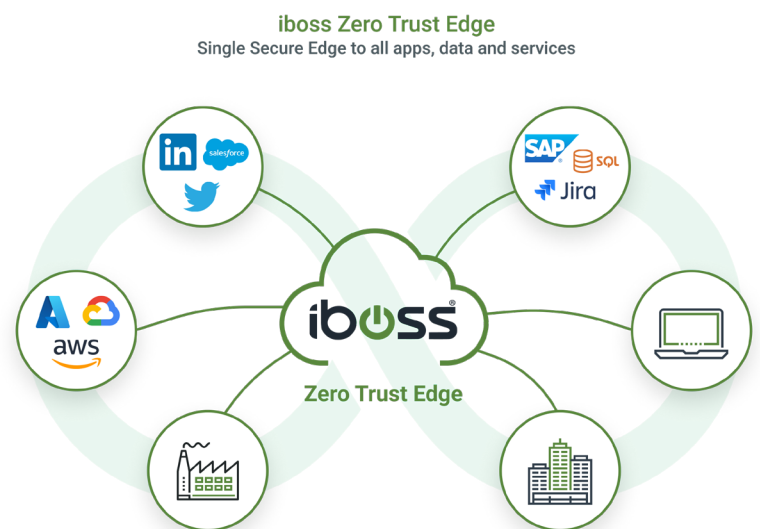 iboss Zero Trust Edge
Single Secure Edge to all apps, data and services
in
salesforce
SAP®
SQL
Jira
iboss®
aws
Zero Trust Edge